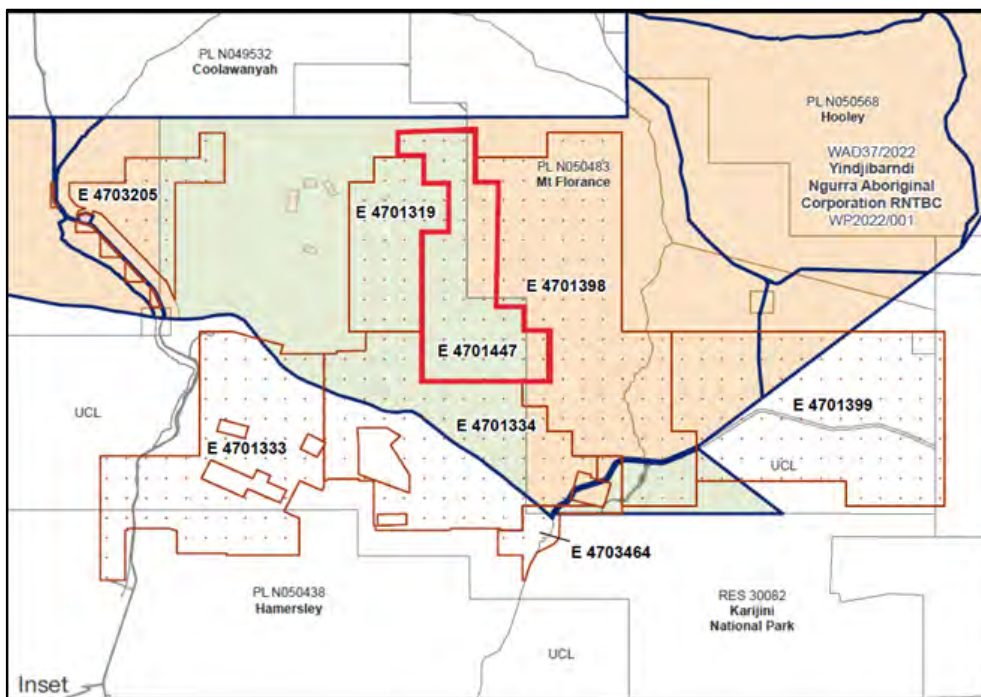 PL N049532
Coolawanyah
PL N050568
Hooley
WAD37/2022
Yindjibarndi
Ngurra Aboriginal
Corporation RNTBC
WP2022/001
PL N050483
Mt Florance
E 4703205
E 4701319
E 4701398
E 4701447
E 4701399
E 4701334
UCL
E 4701333
UCL
E 4703464
PL N050438
Hamersley
RES 30082
Karijini
National Park
UCL
Inset